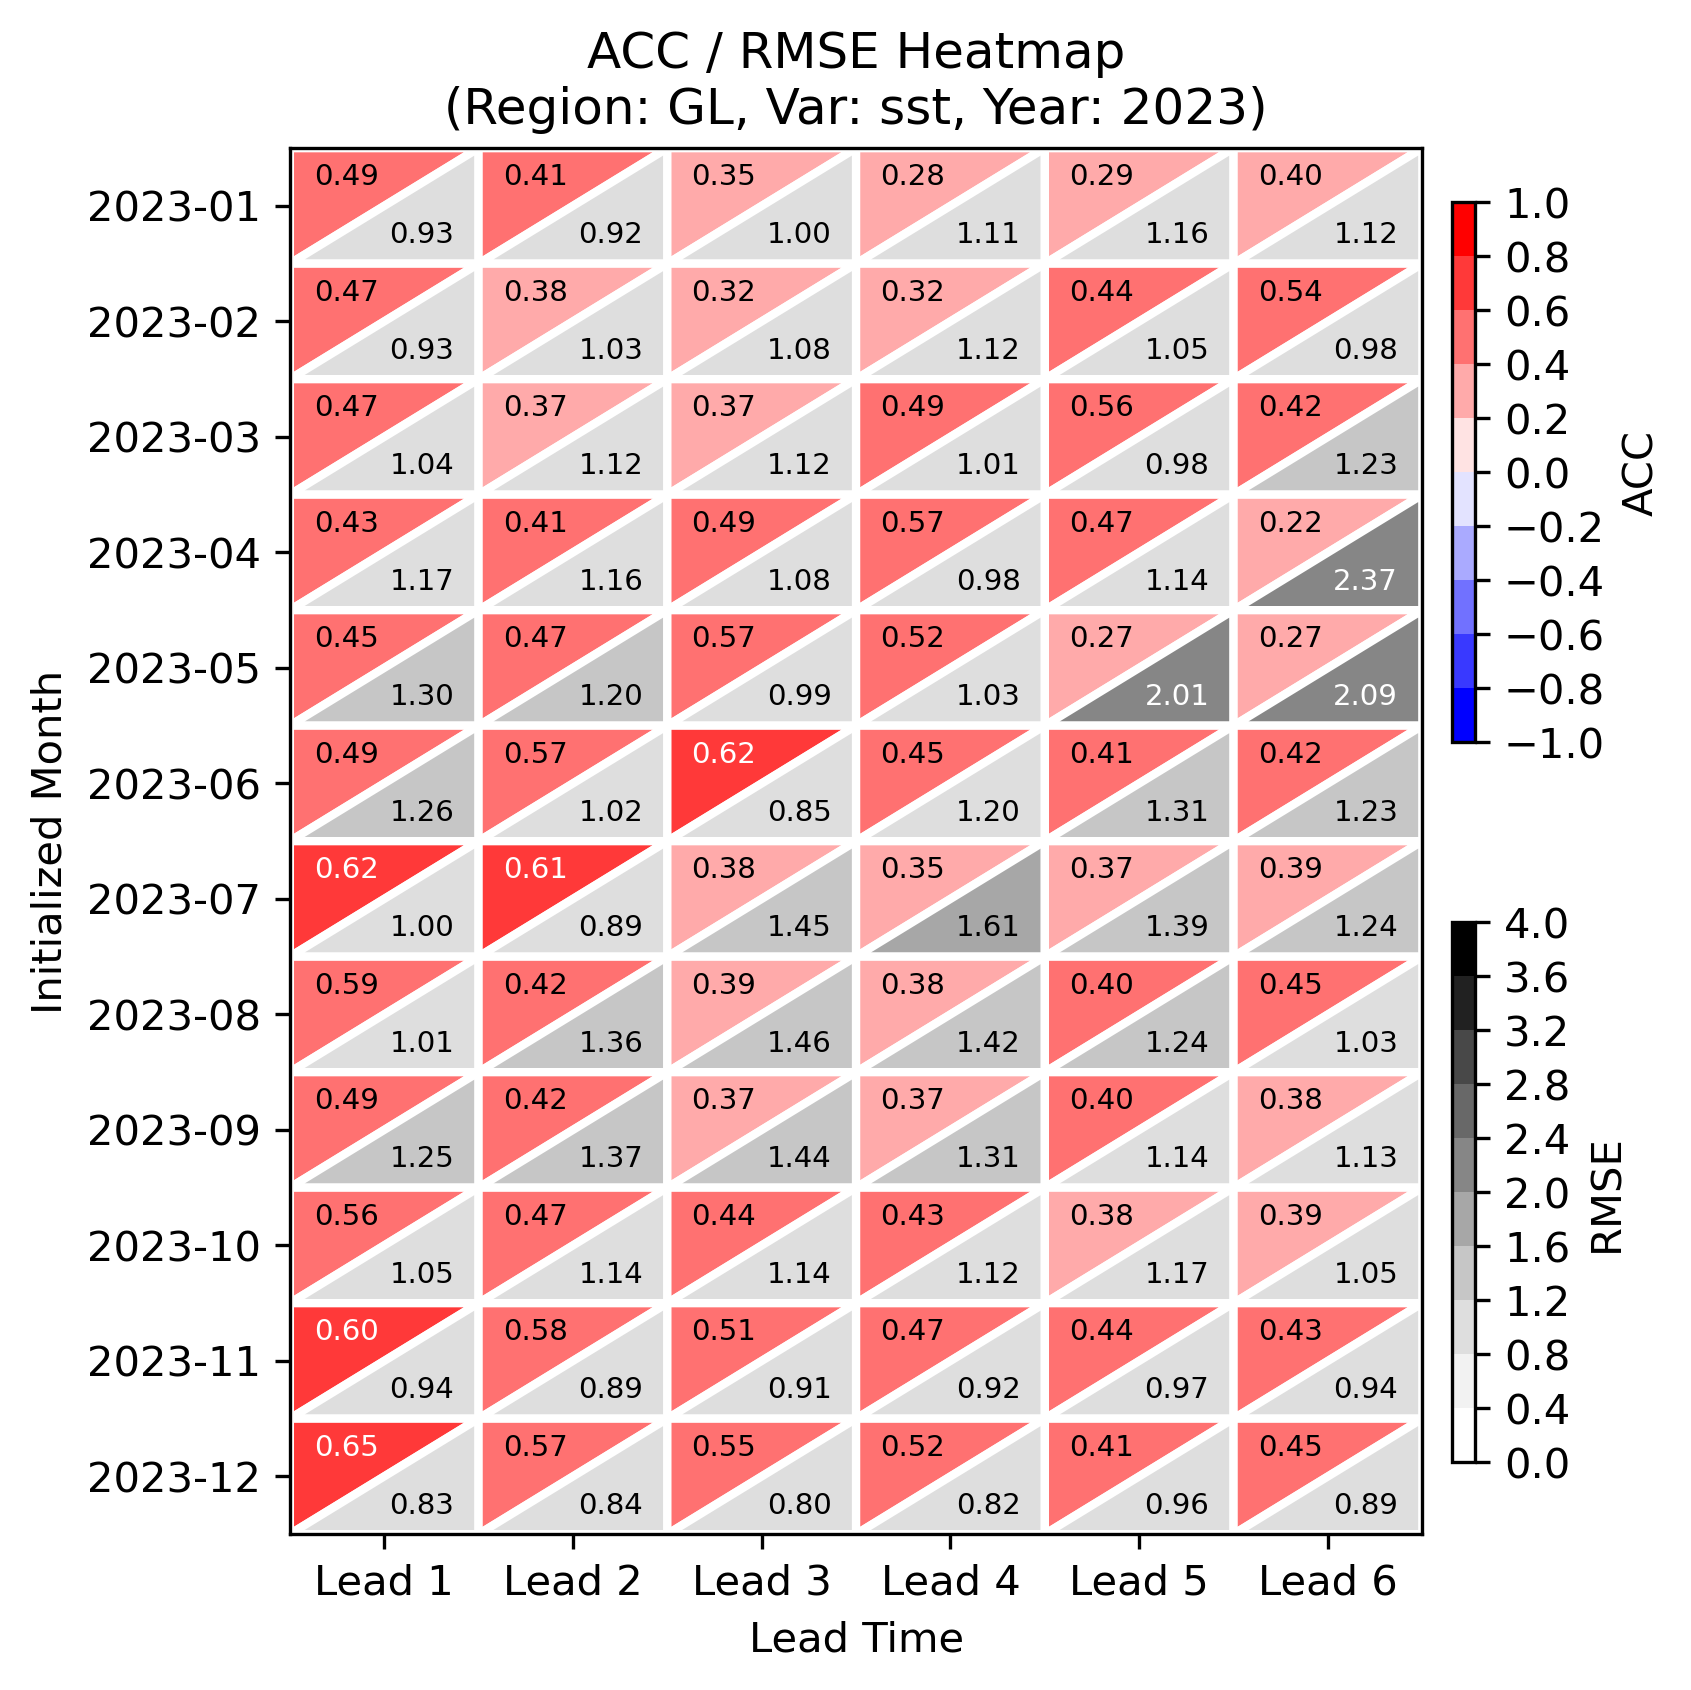 ACC / RMSE Heatmap
(Region: GL, Var: sst, Year: 2023)
Initialized Month
2023-01 0.49 0.93 0.41 0.92 0.35 1.00 0.28 1.11 0.29 1.16 0.40 1.12
2023-02 0.47 0.93 0.38 1.03 0.32 1.08 0.32 1.12 0.44 1.05 0.54 0.98
2023-03 0.47 1.04 0.37 1.12 0.37 1.12 0.49 1.01 0.56 0.98 0.42 1.23
2023-04 0.43 1.17 0.41 1.16 0.49 1.08 0.57 0.98 0.47 1.14 0.22 2.37
2023-05 0.45 1.30 0.47 1.20 0.57 0.99 0.52 1.03 0.27 2.01 0.27 2.09
2023-06 0.49 1.26 0.57 1.02 0.62 0.85 0.45 1.20 0.41 1.31 0.42 1.23
2023-07 0.62 1.00 0.61 0.89 0.38 1.45 0.35 1.61 0.37 1.39 0.39 1.24
2023-08 0.59 1.01 0.42 1.36 0.39 1.46 0.38 1.42 0.40 1.24 0.45 1.03
2023-09 0.49 1.25 0.42 1.37 0.37 1.44 0.37 1.31 0.40 1.14 0.38 1.13
2023-10 0.56 1.05 0.47 1.14 0.44 1.14 0.43 1.12 0.38 1.17 0.39 1.05
2023-11 0.60 0.94 0.58 0.89 0.51 0.91 0.47 0.92 0.44 0.97 0.43 0.94
2023-12 0.65 0.83 0.57 0.84 0.55 0.80 0.52 0.82 0.41 0.96 0.45 0.89
Lead 1 Lead 2 Lead 3 Lead 4 Lead 5 Lead 6
Lead Time
1.0
0.8
0.6
0.4
0.2
0.0
−0.2
−0.4
−0.6
−0.8
−1.0
ACC
4.0
3.6
3.2
2.8
2.4
2.0
1.6
1.2
0.8
0.4
0.0
RMSE